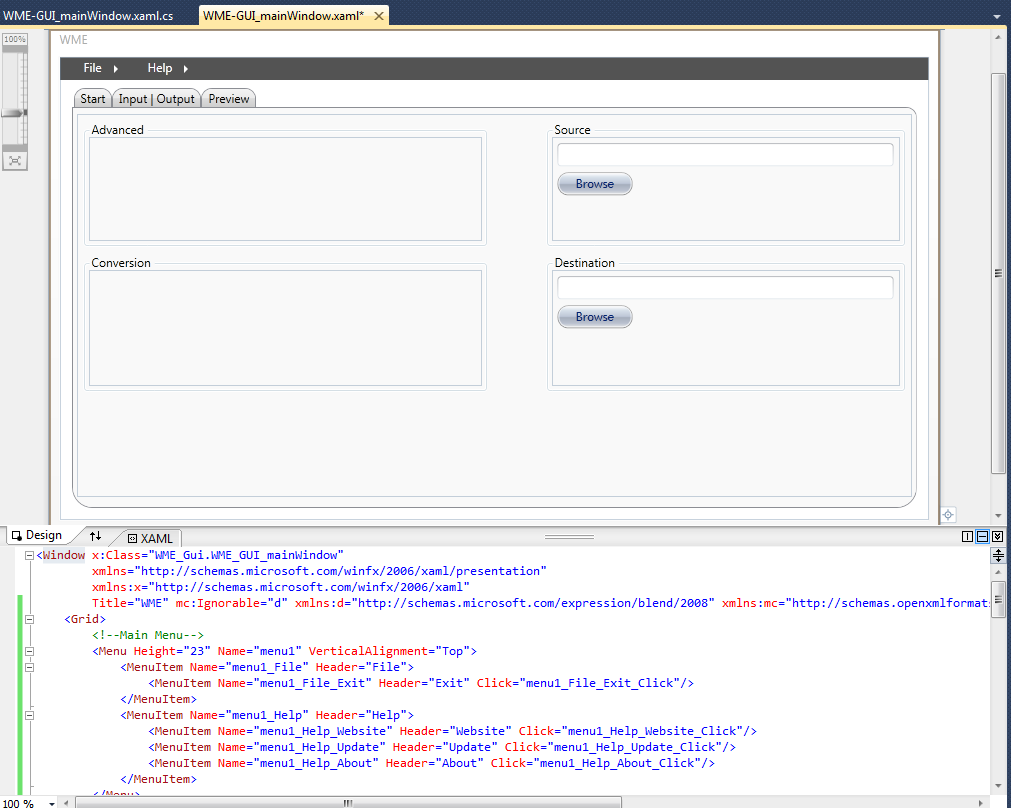 WME-GUI_mainWindow.xaml.cs WME-GUI_mainWindow.xaml*
100%
WME
File Help
Start Input | Output Preview
Advanced Source
Browse
Conversion Destination
Browse
Design XAML
<Window x:Class="WME_Gui.WME_GUI_mainWindow"
xmlns="http://schemas.microsoft.com/winfx/2006/xaml/presentation"
xmlns:x="http://schemas.microsoft.com/winfx/2006/xaml"
Title="WME" mc:Ignorable="d" xmlns:d="http://schemas.microsoft.com/expression/blend/2008" xmlns:mc="http://schemas.openxmlformats
<Grid>
<!--Main Menu-->
<Menu Height="23" Name="menu1" VerticalAlignment="Top">
<MenuItem Name="menu1_File" Header="File">
<MenuItem Name="menu1_File_Exit" Header="Exit" Click="menu1_File_Exit_Click"/>
</MenuItem>
<MenuItem Name="menu1_Help" Header="Help">
<MenuItem Name="menu1_Help_Website" Header="Website" Click="menu1_Help_Website_Click"/>
<MenuItem Name="menu1_Help_Update" Header="Update" Click="menu1_Help_Update_Click"/>
<MenuItem Name="menu1_Help_About" Header="About" Click="menu1_Help_About_Click"/>
</MenuItem>
</Menu>
100 %